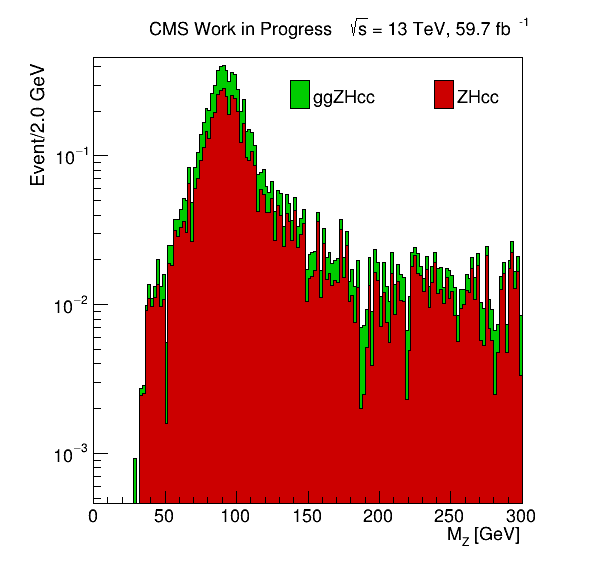 CMS Work in Progress √s = 13 TeV, 59.7 fb⁻¹
Event/2.0 GeV
ggZHcc ZHcc
10⁻¹
10⁻²
10⁻³
0 50 100 150 200 250 300
M_Z [GeV]